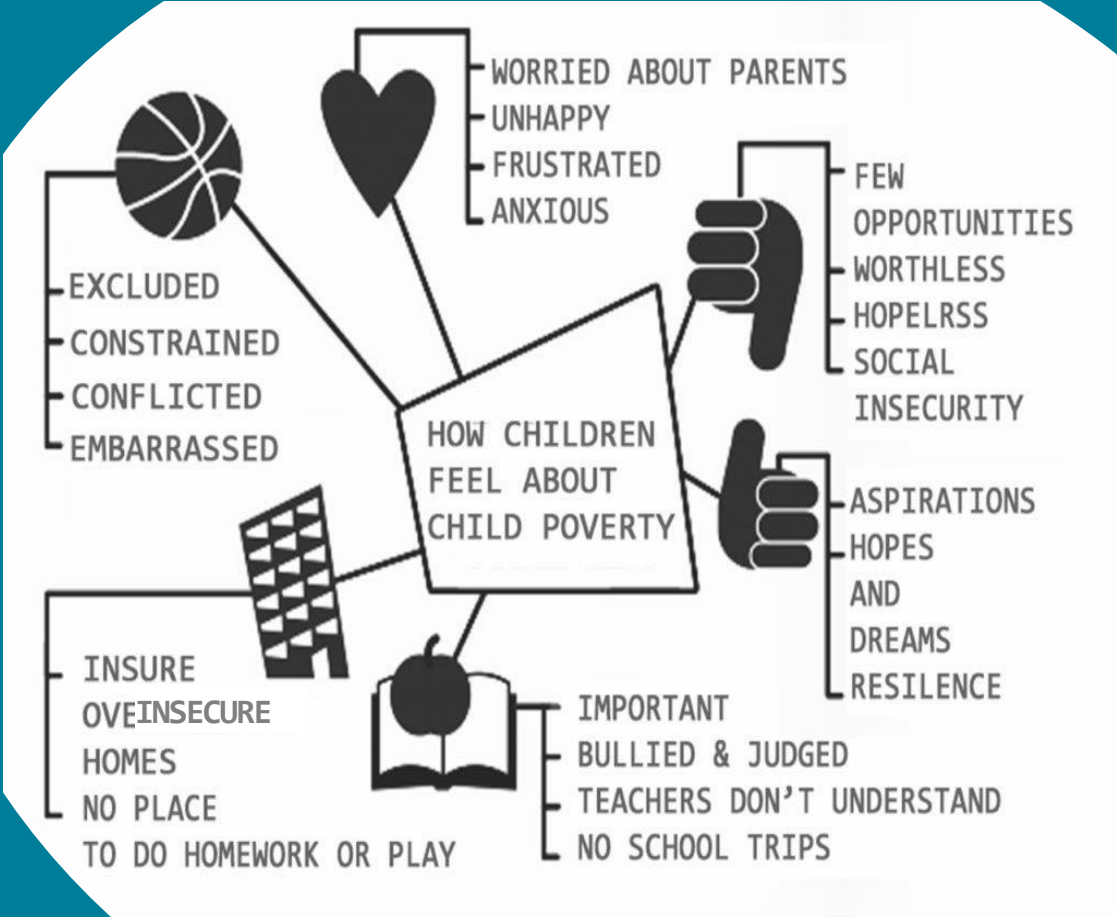 WORRIED ABOUT PARENTS
UNHAPPY
FRUSTRATED
ANXIOUS
FEW
OPPORTUNITIES
WORTHLESS
HOPELRSS
SOCIAL
INSECURITY
EXCLUDED
CONSTRAINED
CONFLICTED
EMBARRASSED
HOW CHILDREN
FEEL ABOUT
CHILD POVERTY
ASPIRATIONS
HOPES
AND
DREAMS
RESILENCE
INSURE
OVEINSECURE
HOMES
NO PLACE
TO DO HOMEWORK OR PLAY
IMPORTANT
BULLIED & JUDGED
TEACHERS DON'T UNDERSTAND
NO SCHOOL TRIPS